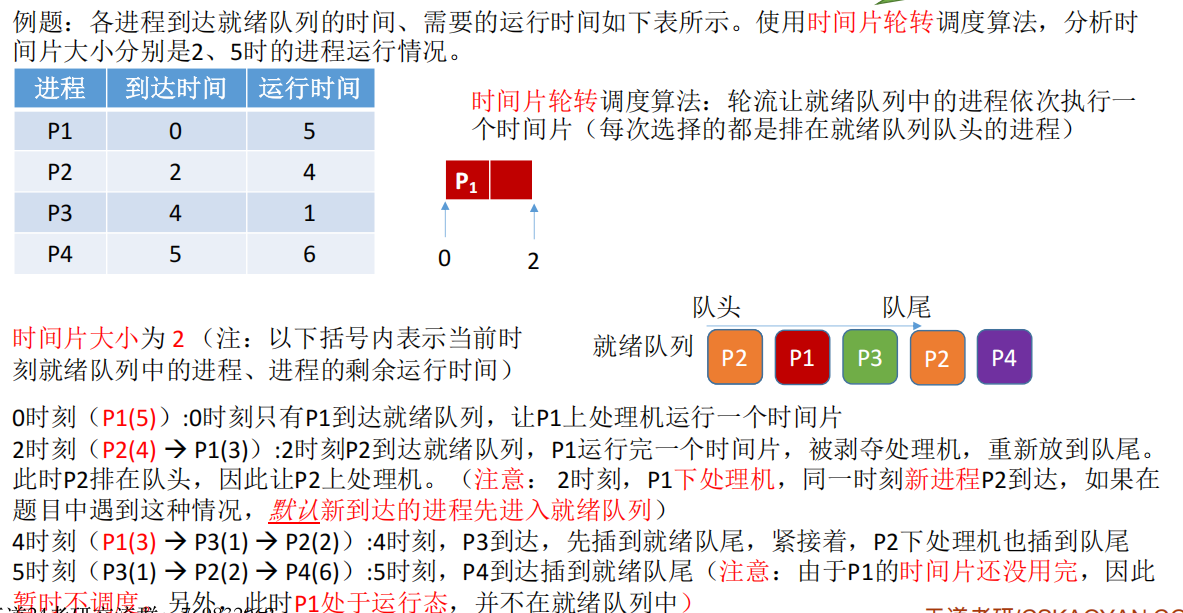 例题：各进程到达就绪队列的时间、需要的运行时间如下表所示。使用时间片轮转调度算法，分析时
间片大小分别是2、5时的进程运行情况。
进程 到达时间 运行时间
P1 0 5
P2 2 4
P3 4 1
P4 5 6
时间片轮转调度算法：轮流让就绪队列中的进程依次执行一
个时间片（每次选择的都是排在就绪队列队头的进程）
P1
0 2
队头 队尾
就绪队列 P2 P1 P3 P2 P4
时间片大小为 2（注：以下括号内表示当前时
刻就绪队列中的进程、进程的剩余运行时间）
0时刻（P1(5)）:0时刻只有P1到达就绪队列，让P1上处理机运行一个时间片
2时刻（P2(4) → P1(3)）:2时刻P2到达就绪队列，P1运行完一个时间片，被剥夺处理机，重新放到队尾。
此时P2排在队头，因此让P2上处理机。（注意： 2时刻，P1下处理机，同一时刻新进程P2到达，如果在
题目中遇到这种情况，默认新到达的进程先进入就绪队列）
4时刻（P1(3) → P3(1) → P2(2)）:4时刻，P3到达，先插到就绪队尾，紧接着，P2下处理机也插到队尾
5时刻（P3(1) → P2(2) → P4(6)）:5时刻，P4到达插到就绪队尾（注意：由于P1的时间片还没用完，因此
暂时不调度。另外，此时P1处于运行态，并不在就绪队列中）